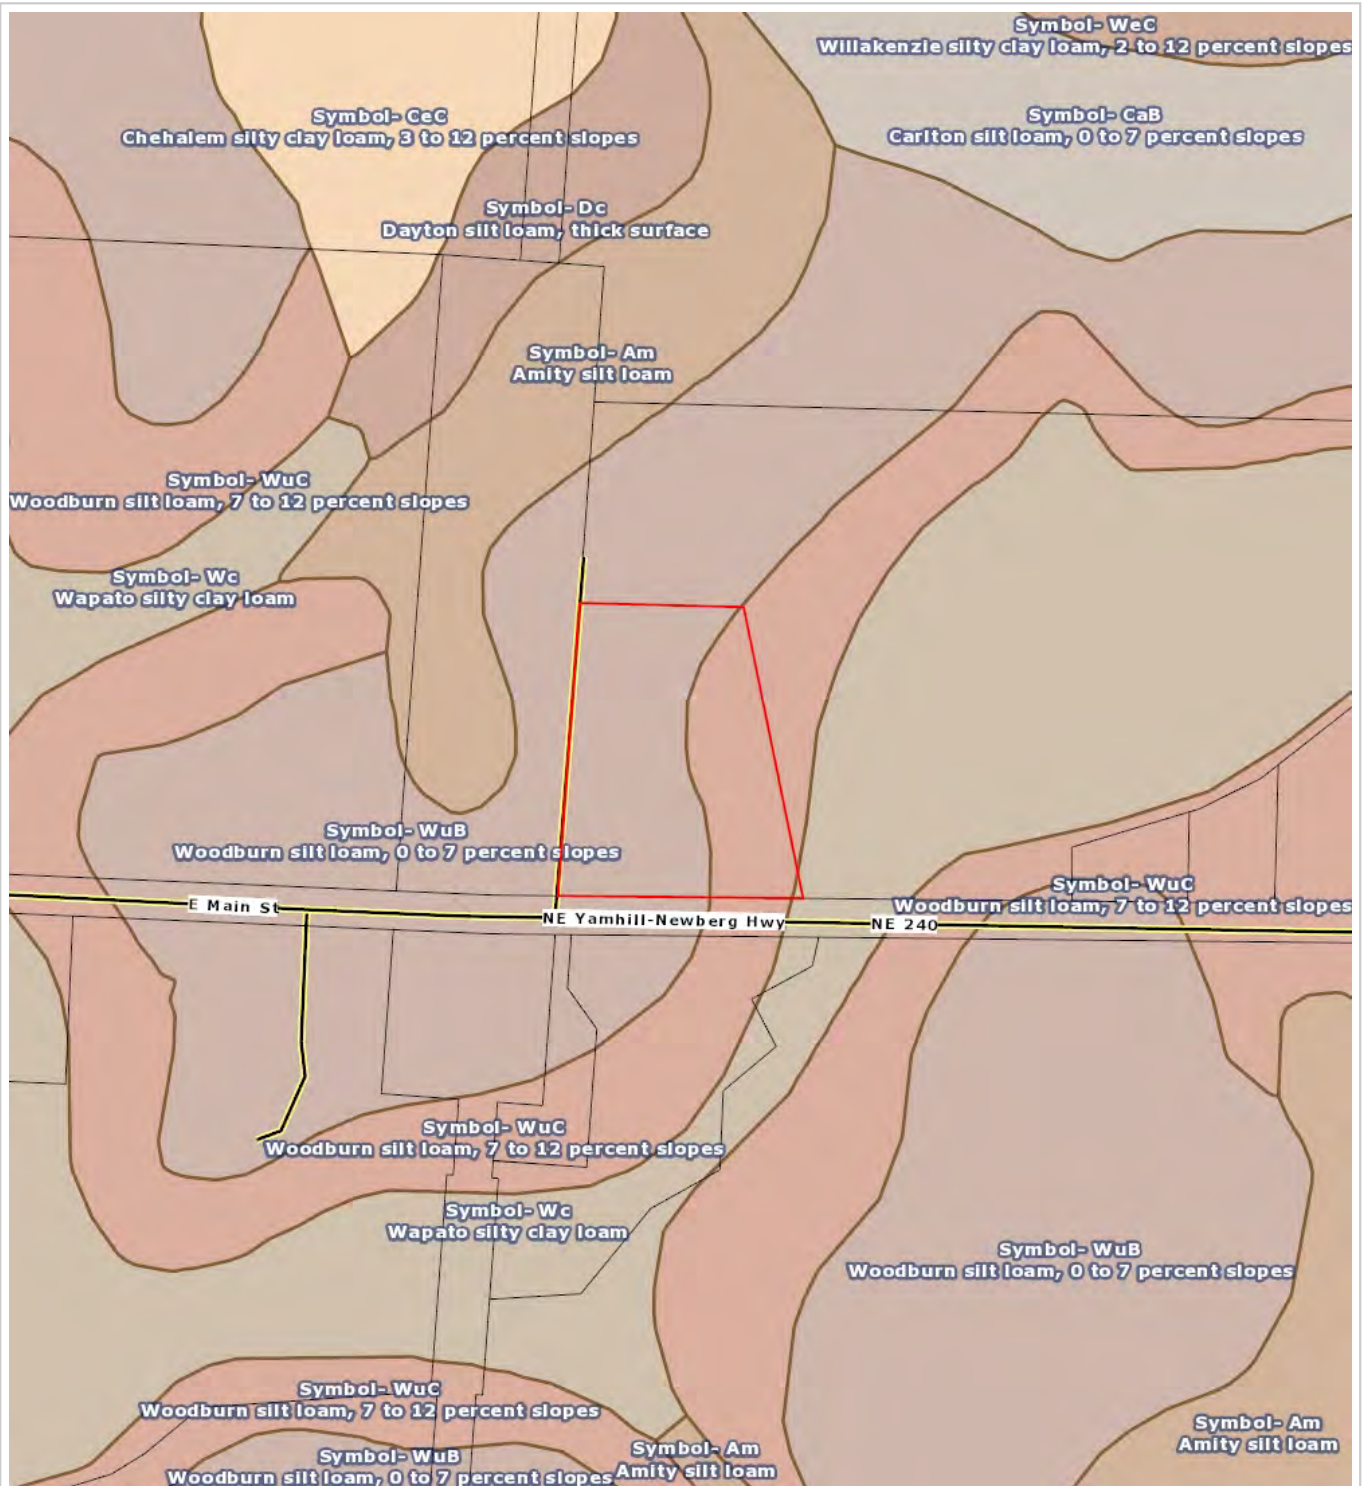 Symbol- WeC
Willakenzie silty clay loam, 2 to 12 percent slopes
Symbol- CeC
Chehalem silty clay loam, 3 to 12 percent slopes
Symbol- CaB
Carlton silt loam, 0 to 7 percent slopes
Symbol- Dc
Dayton silt loam, thick surface
Symbol- Am
Amity silt loam
Symbol- WuC
Woodburn silt loam, 7 to 12 percent slopes
Symbol- Wc
Wapato silty clay loam
Symbol- WuB
Woodburn silt loam, 0 to 7 percent slopes
Symbol- WuC
Woodburn silt loam, 7 to 12 percent slopes
E Main St
NE Yamhill-Newberg Hwy
NE 240
Symbol- WuC
Woodburn silt loam, 7 to 12 percent slopes
Symbol- Wc
Wapato silty clay loam
Symbol- WuB
Woodburn silt loam, 0 to 7 percent slopes
Symbol- WuC
Woodburn silt loam, 7 to 12 percent slopes
Symbol- Am
Amity silt loam
Symbol- WuB
Woodburn silt loam, 0 to 7 percent slopes
Symbol- Am
Amity silt loam